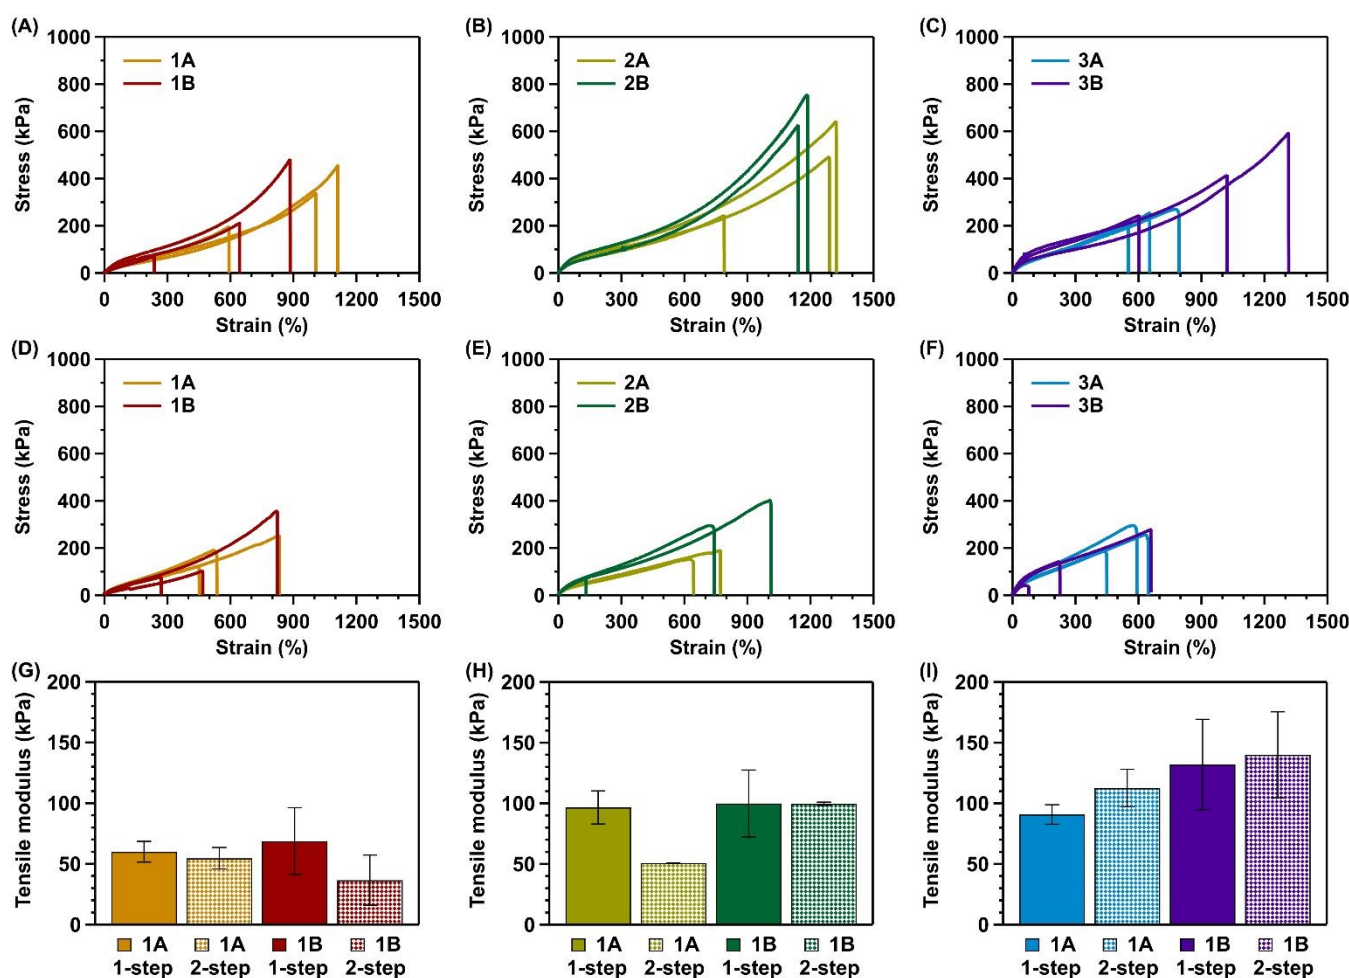 (A)
1000
800
600
400
200
0
Stress (kPa)
1A
1B
0 300 600 900 1200 1500
Strain (%)
(B)
1000
800
600
400
200
0
Stress (kPa)
2A
2B
0 300 600 900 1200 1500
Strain (%)
(C)
1000
800
600
400
200
0
Stress (kPa)
3A
3B
0 300 600 900 1200 1500
Strain (%)
(D)
1000
800
600
400
200
0
Stress (kPa)
1A
1B
0 300 600 900 1200 1500
Strain (%)
(E)
1000
800
600
400
200
0
Stress (kPa)
2A
2B
0 300 600 900 1200 1500
Strain (%)
(F)
1000
800
600
400
200
0
Stress (kPa)
3A
3B
0 300 600 900 1200 1500
Strain (%)
(G)
200
150
100
50
0
Tensile modulus (kPa)
1A 1A 1B 1B
1-step 2-step 1-step 2-step
(H)
200
150
100
50
0
Tensile modulus (kPa)
1A 1A 1B 1B
1-step 2-step 1-step 2-step
(I)
200
150
100
50
0
Tensile modulus (kPa)
1A 1A 1B 1B
1-step 2-step 1-step 2-step